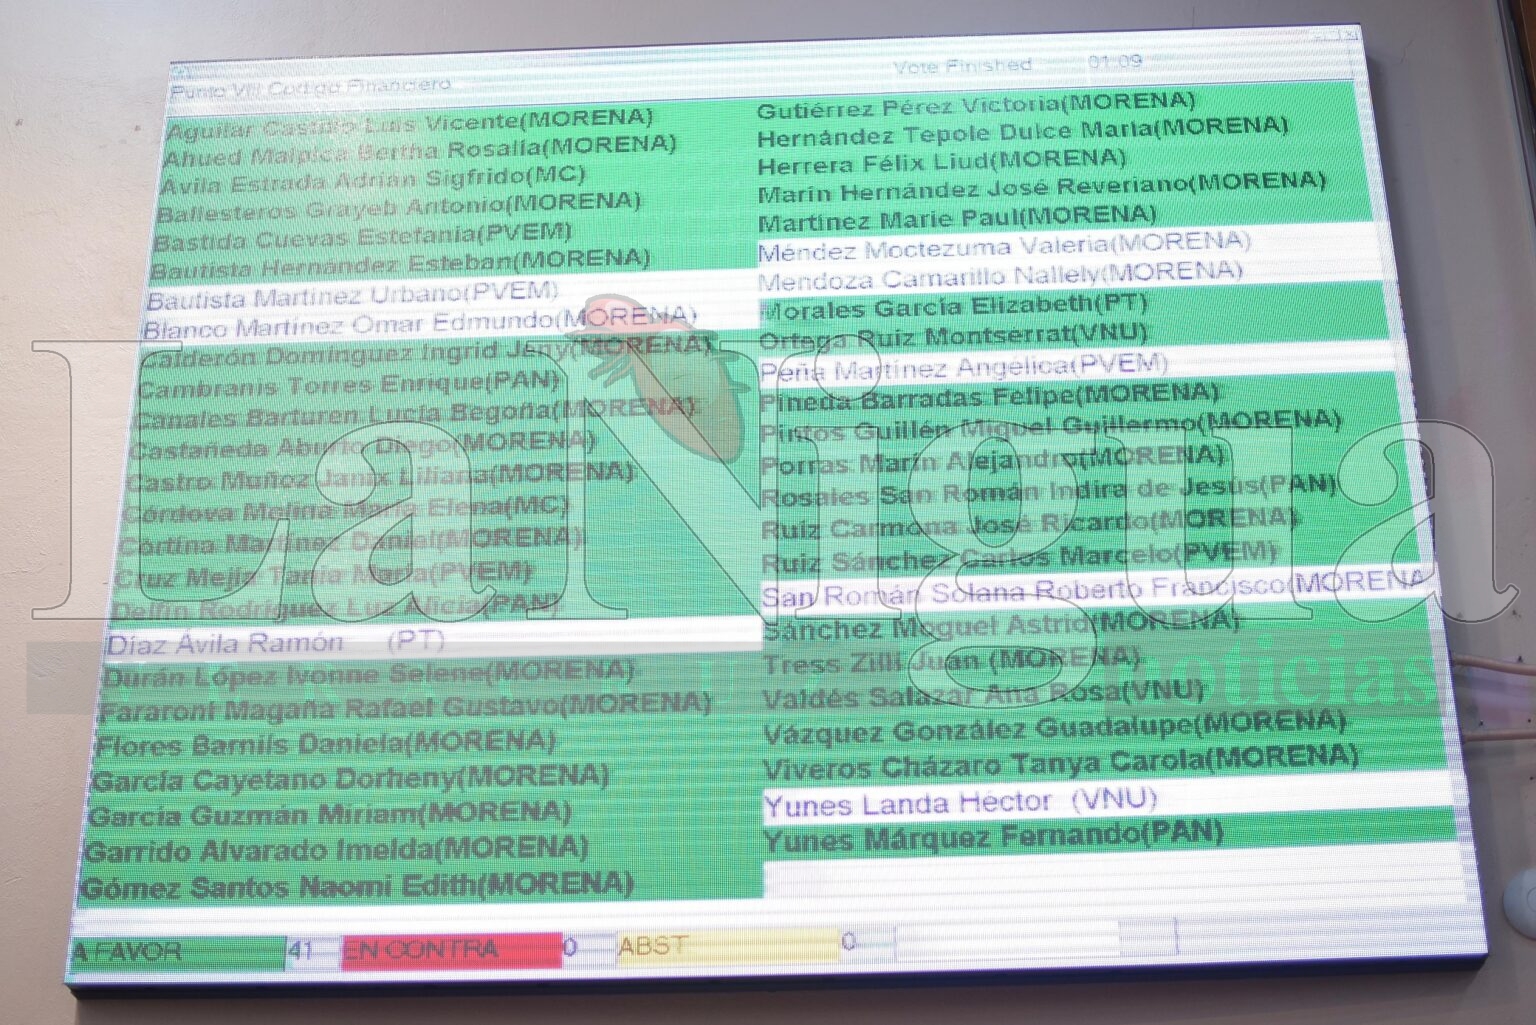 Punto VIII Codigo Financiero
Vote Finished 01:09
Aguilar Castillo Luis Vicente(MORENA)
Ahued Malpica Bertha Rosalía(MORENA)
Ávila Estrada Adrián Sigfrido(MC)
Ballesteros Grayeb Antonio(MORENA)
Bastida Cuevas Estefanía(PVEM)
Bautista Hernández Esteban(MORENA)
Bautista Martínez Urbano(PVEM)
Blanco Martínez Omar Edmundo(MORENA)
Calderón Domínguez Ingrid Jeny(MORENA)
Cambranis Torres Enrique(PAN)
Canales Barturen Lucía Begoña(MORENA)
Castañeda Aburto Diego(MORENA)
Castro Muñoz Janix Liliana(MORENA)
Córdova Molina María Elena(MC)
Cortina Martínez Daniel(MORENA)
Cruz Mejía Tania María(PVEM)
Delfín Rodríguez Luz Alicia(PAN)
Díaz Ávila Ramón (PT)
Durán López Ivonne Selene(MORENA)
Fararoni Magaña Rafael Gustavo(MORENA)
Flores Barnils Daniela(MORENA)
García Cayetano Dorheny(MORENA)
García Guzmán Miriam(MORENA)
Garrido Alvarado Imelda(MORENA)
Gómez Santos Naomi Edith(MORENA)
Gutiérrez Pérez Victoria(MORENA)
Hernández Tepole Dulce María(MORENA)
Herrera Félix Liud(MORENA)
Marín Hernández José Reveriano(MORENA)
Martínez Marie Paul(MORENA)
Méndez Moctezuma Valeria(MORENA)
Mendoza Camarillo Nallely(MORENA)
Morales García Elizabeth(PT)
Ortega Ruiz Montserrat(VNU)
Peña Martínez Angélica(PVEM)
Pineda Barradas Felipe(MORENA)
Pintos Guillén Miguel Guillermo(MORENA)
Porras Marín Alejandro(MORENA)
Rosales San Román Indira de Jesús(PAN)
Ruiz Carmona José Ricardo(MORENA)
Ruiz Sánchez Carlos Marcelo(PVEM)
San Román Solana Roberto Francisco(MORENA
Sánchez Moguel Astrid(MORENA)
Tress Zilli Juan (MORENA)
Valdés Salazar Ana Rosa(VNU)
Vázquez González Guadalupe(MORENA)
Viveros Cházaro Tanya Carola(MORENA)
Yunes Landa Héctor (VNU)
Yunes Márquez Fernando(PAN)
A FAVOR 41 EN CONTRA 0 ABST 0
LaNigua
noticias